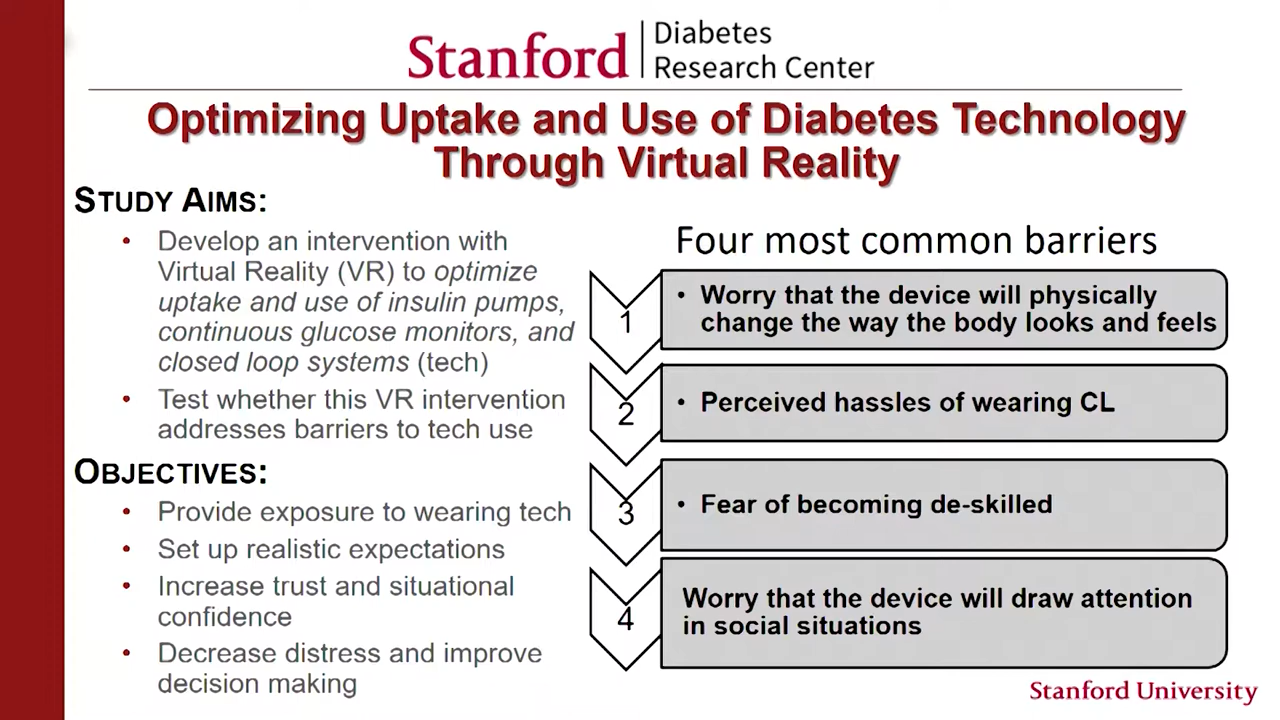 Stanford
Diabetes
Research Center
Optimizing Uptake and Use of Diabetes Technology
Through Virtual Reality
STUDY AIMS:
• Develop an intervention with
Virtual Reality (VR) to optimize
uptake and use of insulin pumps,
continuous glucose monitors, and
closed loop systems (tech)
• Test whether this VR intervention
addresses barriers to tech use
OBJECTIVES:
• Provide exposure to wearing tech
• Set up realistic expectations
• Increase trust and situational
confidence
• Decrease distress and improve
decision making
Four most common barriers
1
• Worry that the device will physically
change the way the body looks and feels
2
• Perceived hassles of wearing CL
3
• Fear of becoming de-skilled
4
Worry that the device will draw attention
in social situations
Stanford University